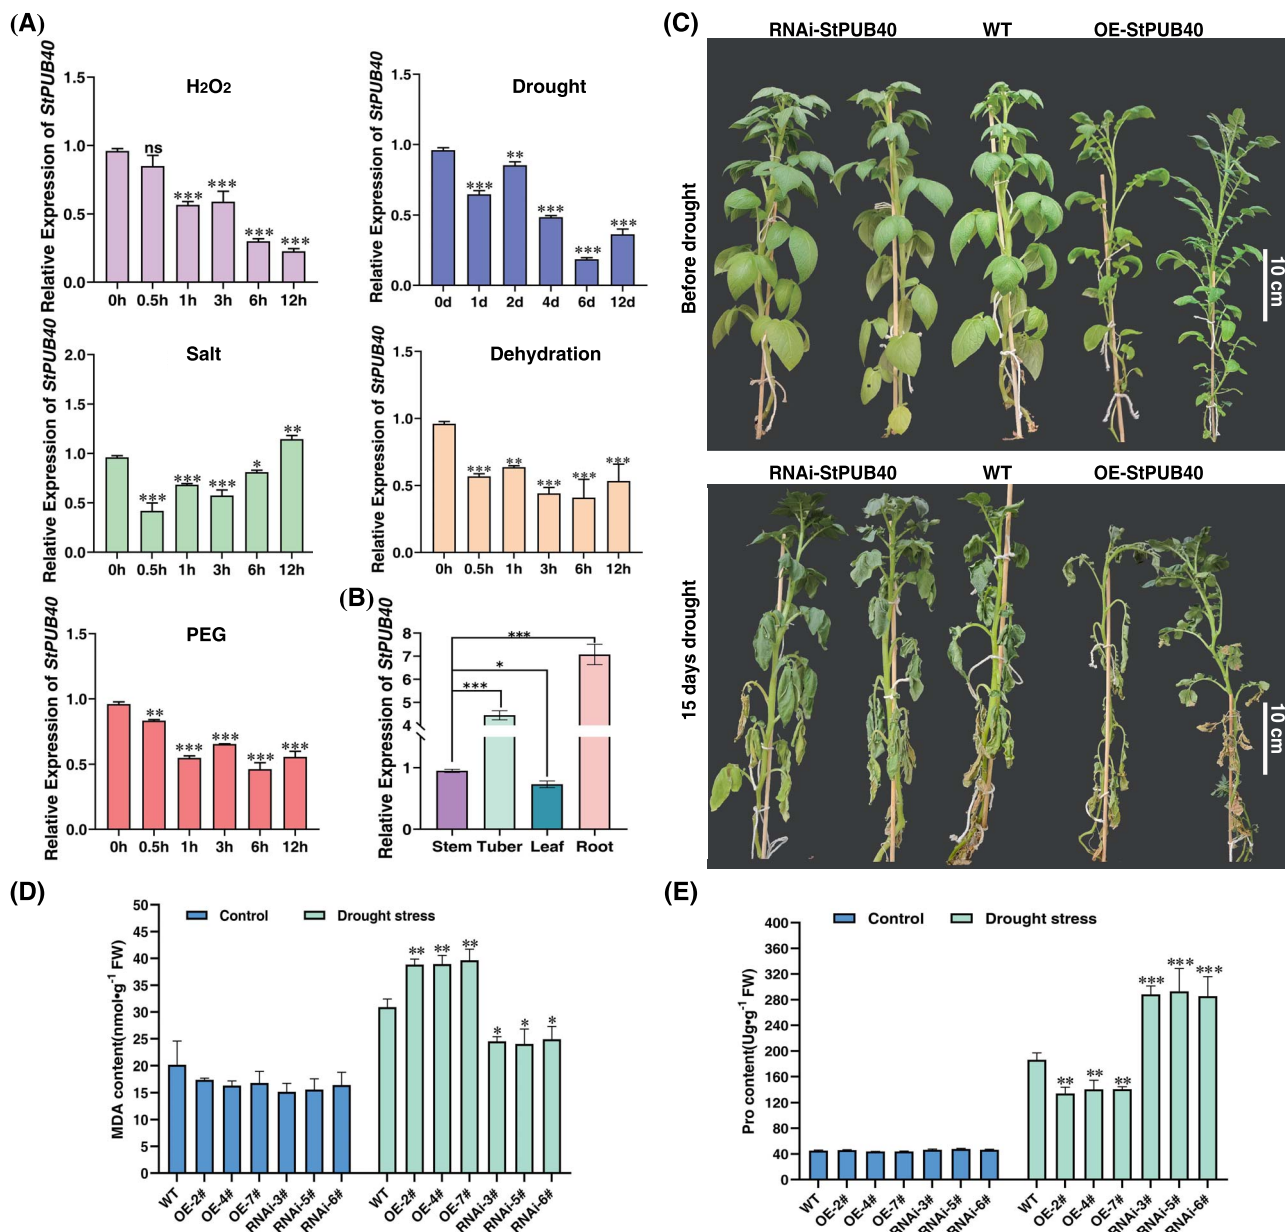 (A)
H2O2
Relative Expression of StPUB40
1.5
1.0
0.5
0.0
ns
***
***
***
***
0h 0.5h 1h 3h 6h 12h
Drought
Relative Expression of StPUB40
1.5
1.0
0.5
0.0
***
**
***
***
***
0d 1d 2d 4d 6d 12d
Salt
Relative Expression of StPUB40
2.0
1.5
1.0
0.5
0.0
***
***
***
*
**
0h 0.5h 1h 3h 6h 12h
Dehydration
Relative Expression of StPUB40
1.5
1.0
0.5
0.0
***
**
***
***
***
0h 0.5h 1h 3h 6h 12h
PEG
Relative Expression of StPUB40
1.5
1.0
0.5
0.0
**
***
***
***
***
0h 0.5h 1h 3h 6h 12h
(B)
Relative Expression of StPUB40
8
7
6
5
4
1
0
***
*
***
Stem Tuber Leaf Root
(C)
RNAi-StPUB40 WT OE-StPUB40
Before drought
10 cm
RNAi-StPUB40 WT OE-StPUB40
15 days drought
10 cm
(D)
Control Drought stress
MDA content(nmol•g-1 FW)
50
45
40
35
30
25
20
15
10
5
0
** ** **
* * *
WT OE-2# OE-4# OE-7# RNAi-3# RNAi-5# RNAi-6# WT OE-2# OE-4# OE-7# RNAi-3# RNAi-5# RNAi-6#
(E)
Control Drought stress
Pro content(Ug•g-1 FW)
400
360
320
280
240
200
160
120
80
40
0
** ** **
*** *** ***
WT OE-2# OE-4# OE-7# RNAi-3# RNAi-5# RNAi-6# WT OE-2# OE-4# OE-7# RNAi-3# RNAi-5# RNAi-6#